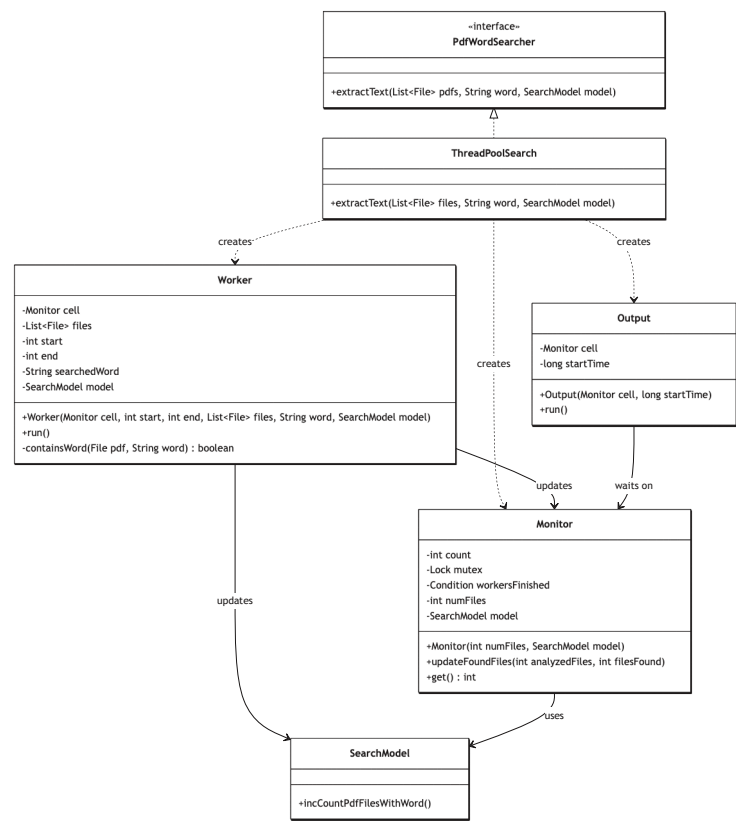 «interface»
PdfWordSearcher
+extractText(List<File> pdfs, String word, SearchModel model)
ThreadPoolSearch
+extractText(List<File> files, String word, SearchModel model)
creates
creates
Worker
-Monitor cell
-List<File> files
-int start
-int end
-String searchedWord
-SearchModel model
+Worker(Monitor cell, int start, int end, List<File> files, String word, SearchModel model)
+run()
-containsWord(File pdf, String word) : boolean
creates
Output
-Monitor cell
-long startTime
+Output(Monitor cell, long startTime)
+run()
updates
waits on
Monitor
-int count
-Lock mutex
-Condition workersFinished
-int numFiles
-SearchModel model
+Monitor(int numFiles, SearchModel model)
+updateFoundFiles(int analyzedFiles, int filesFound)
+get() : int
updates
uses
SearchModel
+incCountPdfFilesWithWord()